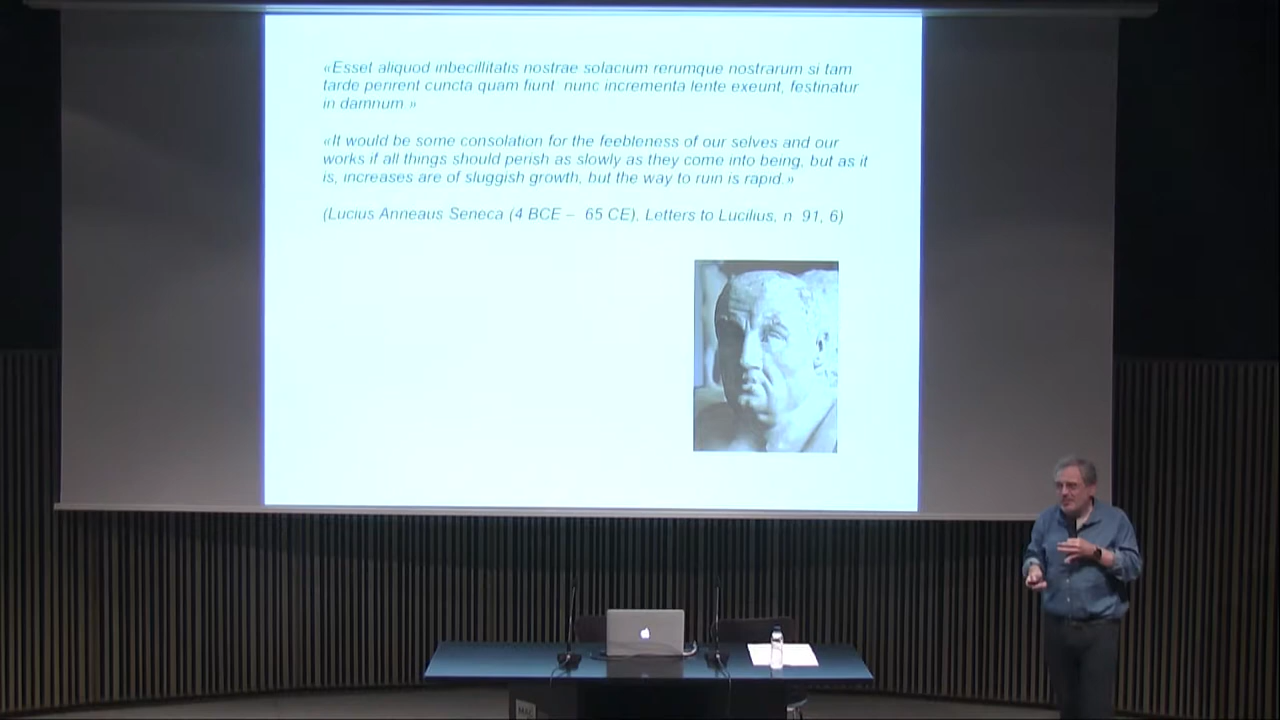 «Esset aliquod inbecillitatis nostrae solacium rerumque nostrarum si tam
tarde perirent cuncta quam fiunt nunc incrementa lente exeunt, festinatur
in damnum »
«It would be some consolation for the feebleness of our selves and our
works if all things should perish as slowly as they come into being, but as it
is, increases are of sluggish growth, but the way to ruin is rapid.»
(Lucius Anneaus Seneca (4 BCE – 65 CE), Letters to Lucilius, n 91, 6)